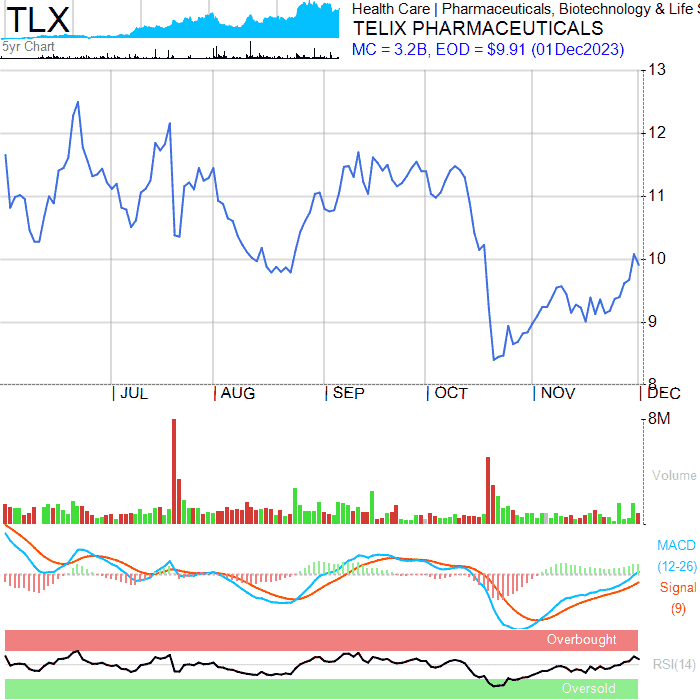 TLX
5yr Chart
Health Care | Pharmaceuticals, Biotechnology & Life S
TELIX PHARMACEUTICALS
MC = 3.2B, EOD = $9.91 (01Dec2023)
13
12
11
10
9
8
| JUL | AUG | SEP | OCT | NOV | DEC
8M
Volume
MACD
(12-26)
Signal
(9)
Overbought
RSI(14)
Oversold